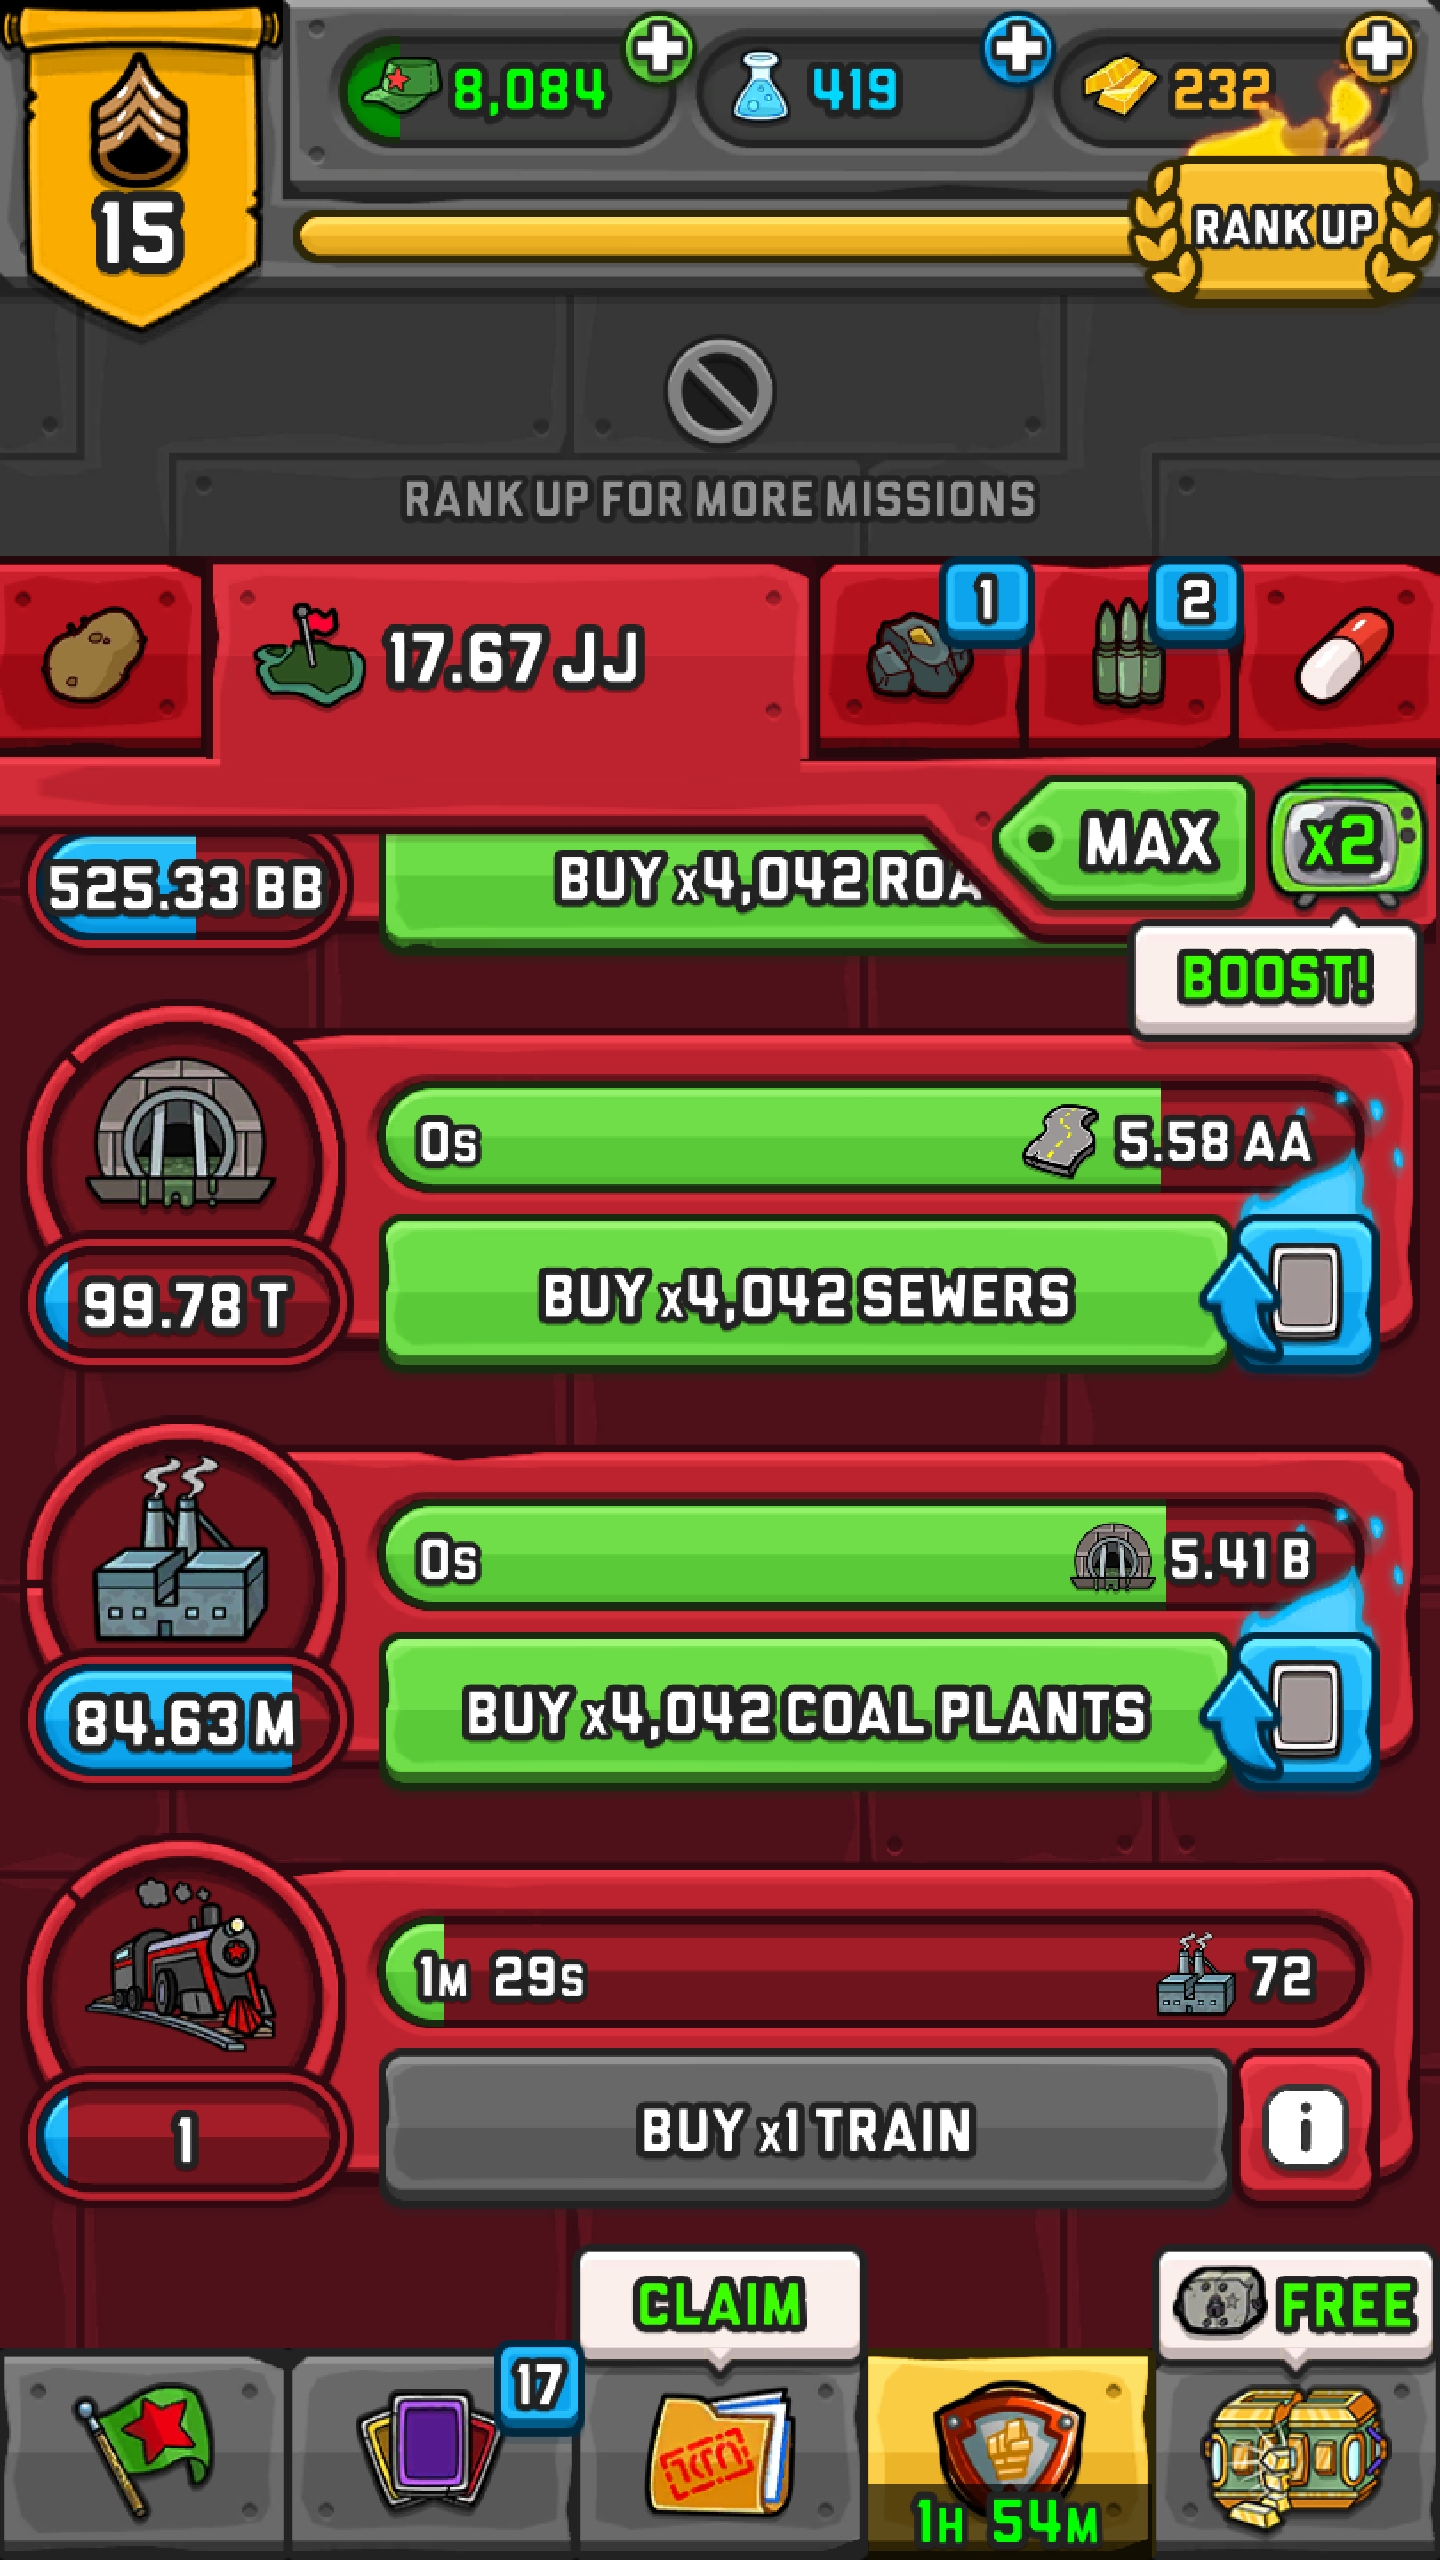 8,084
419
232
15
RANK UP
RANK UP FOR MORE MISSIONS
17.67 JJ
1
2
MAX
x2
BOOST!
525.33 BB
BUY x4,042 ROA
0s
5.58 AA
99.78 T
BUY x4,042 SEWERS
0s
5.41 B
84.63 M
BUY x4,042 COAL PLANTS
1M 29s
72
1
BUY x1 TRAIN
i
CLAIM
FREE
17
1H 54M